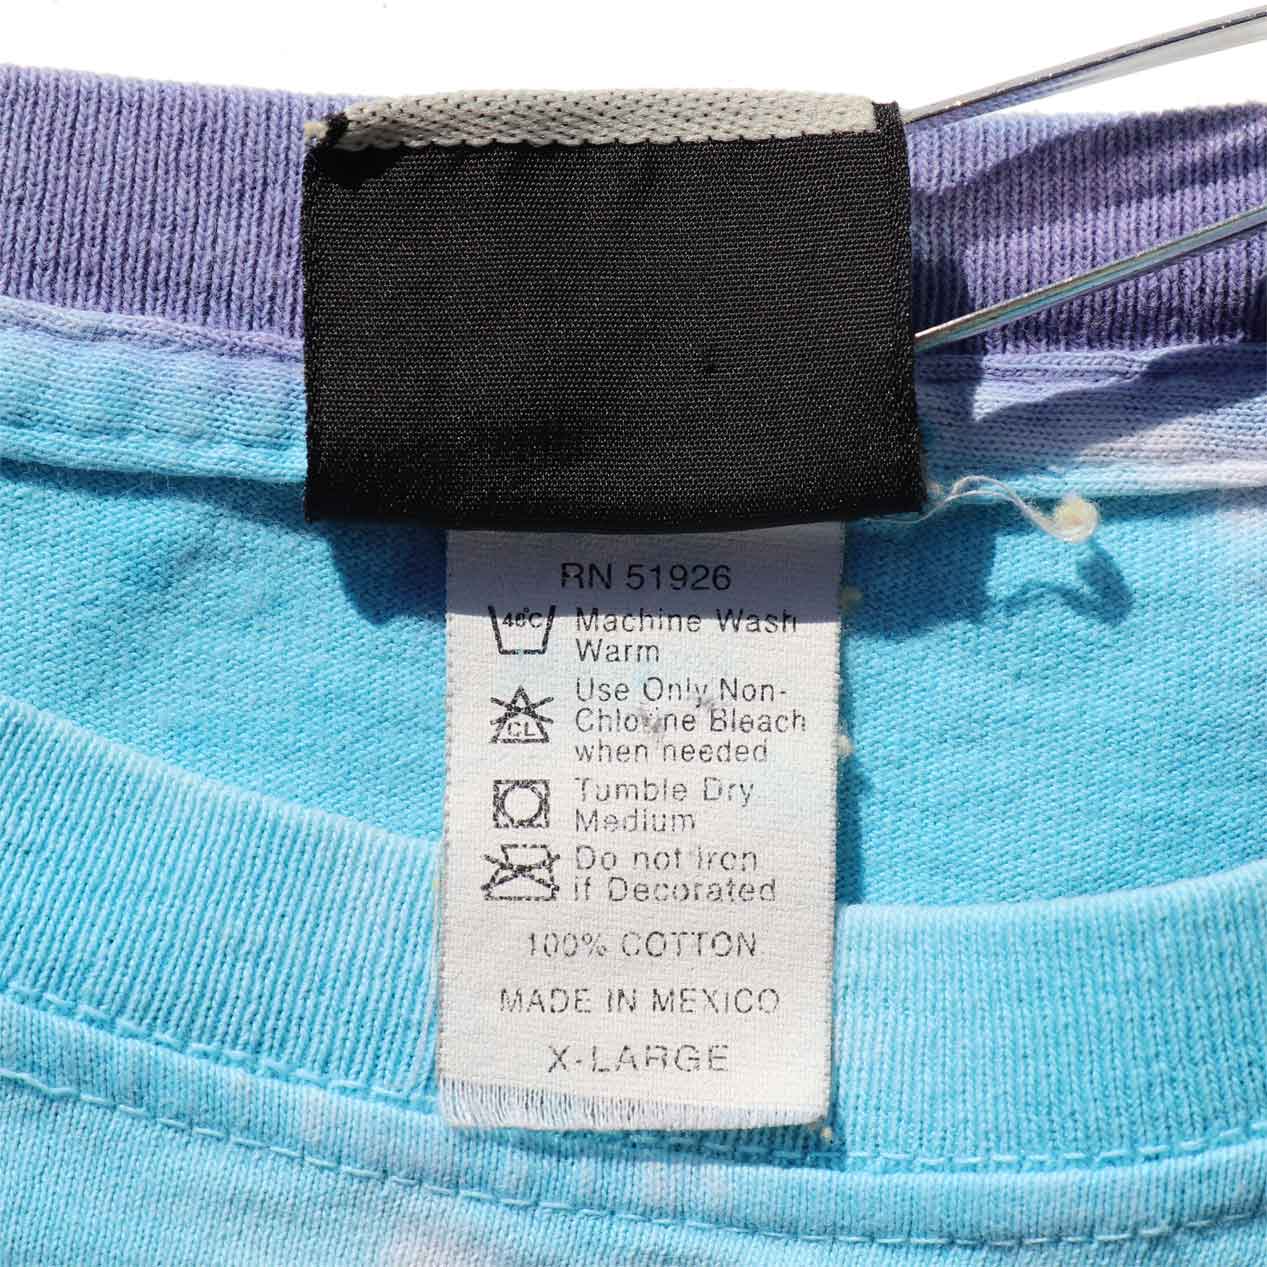 RN 51926
40°C Machine Wash
Warm
Use Only Non-
CL Chlorine Bleach
when needed
Tumble Dry
Medium
Do not Iron
if Decorated
100% COTTON
MADE IN MEXICO
X-LARGE